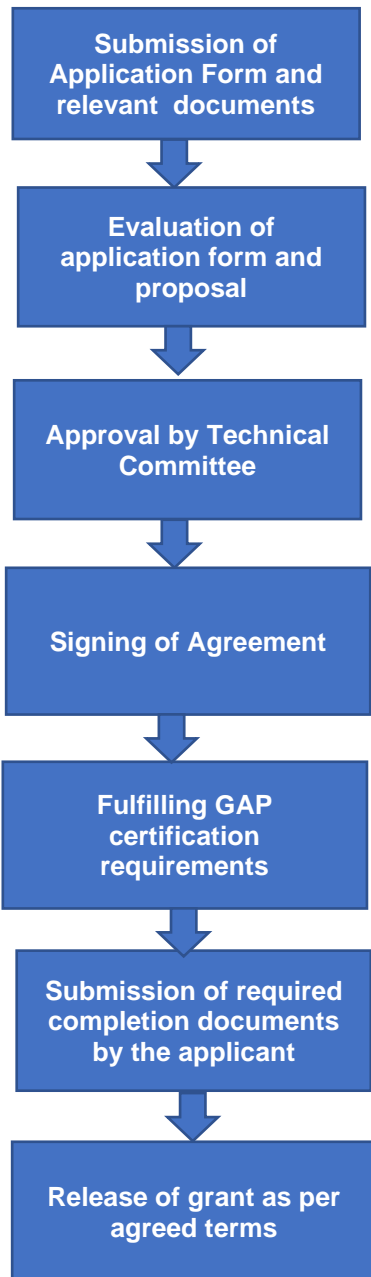 Submission of
Application Form and
relevant documents
Evaluation of
application form and
proposal
Approval by Technical
Committee
Signing of Agreement
Fulfilling GAP
certification
requirements
Submission of required
completion documents
by the applicant
Release of grant as per
agreed terms